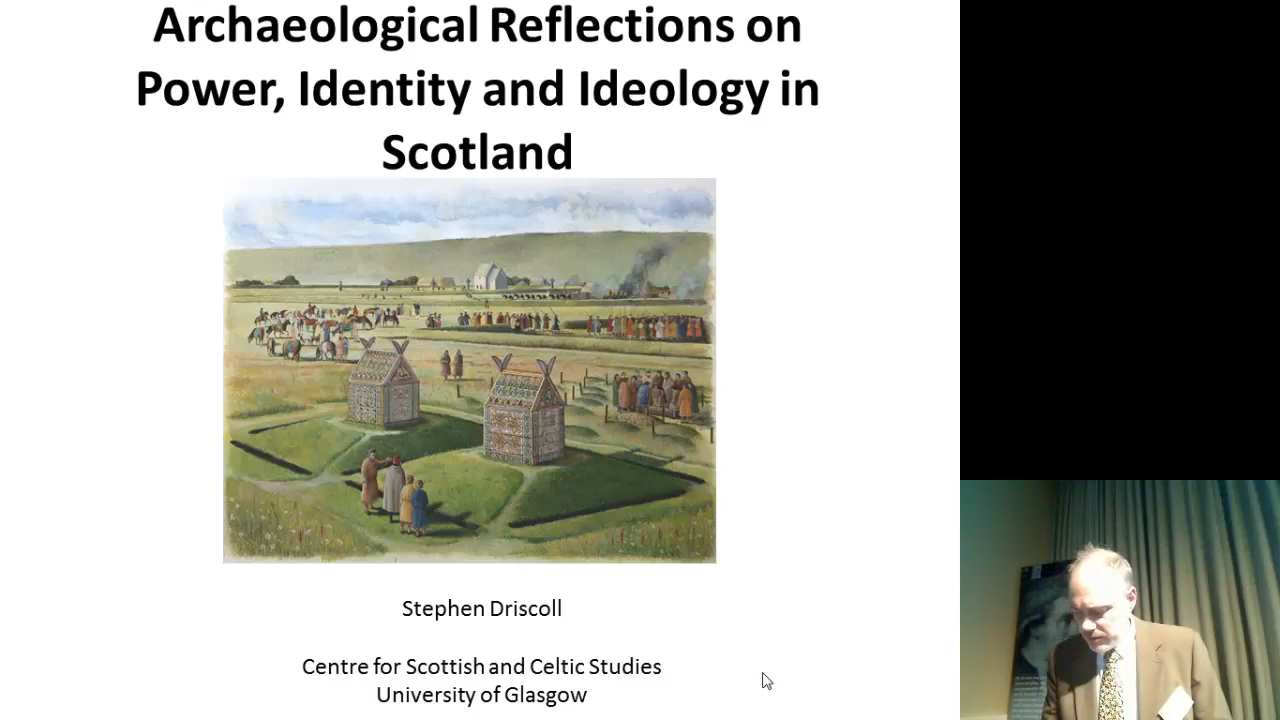 Archaeological Reflections on
Power, Identity and Ideology in
Scotland
Stephen Driscoll
Centre for Scottish and Celtic Studies
University of Glasgow